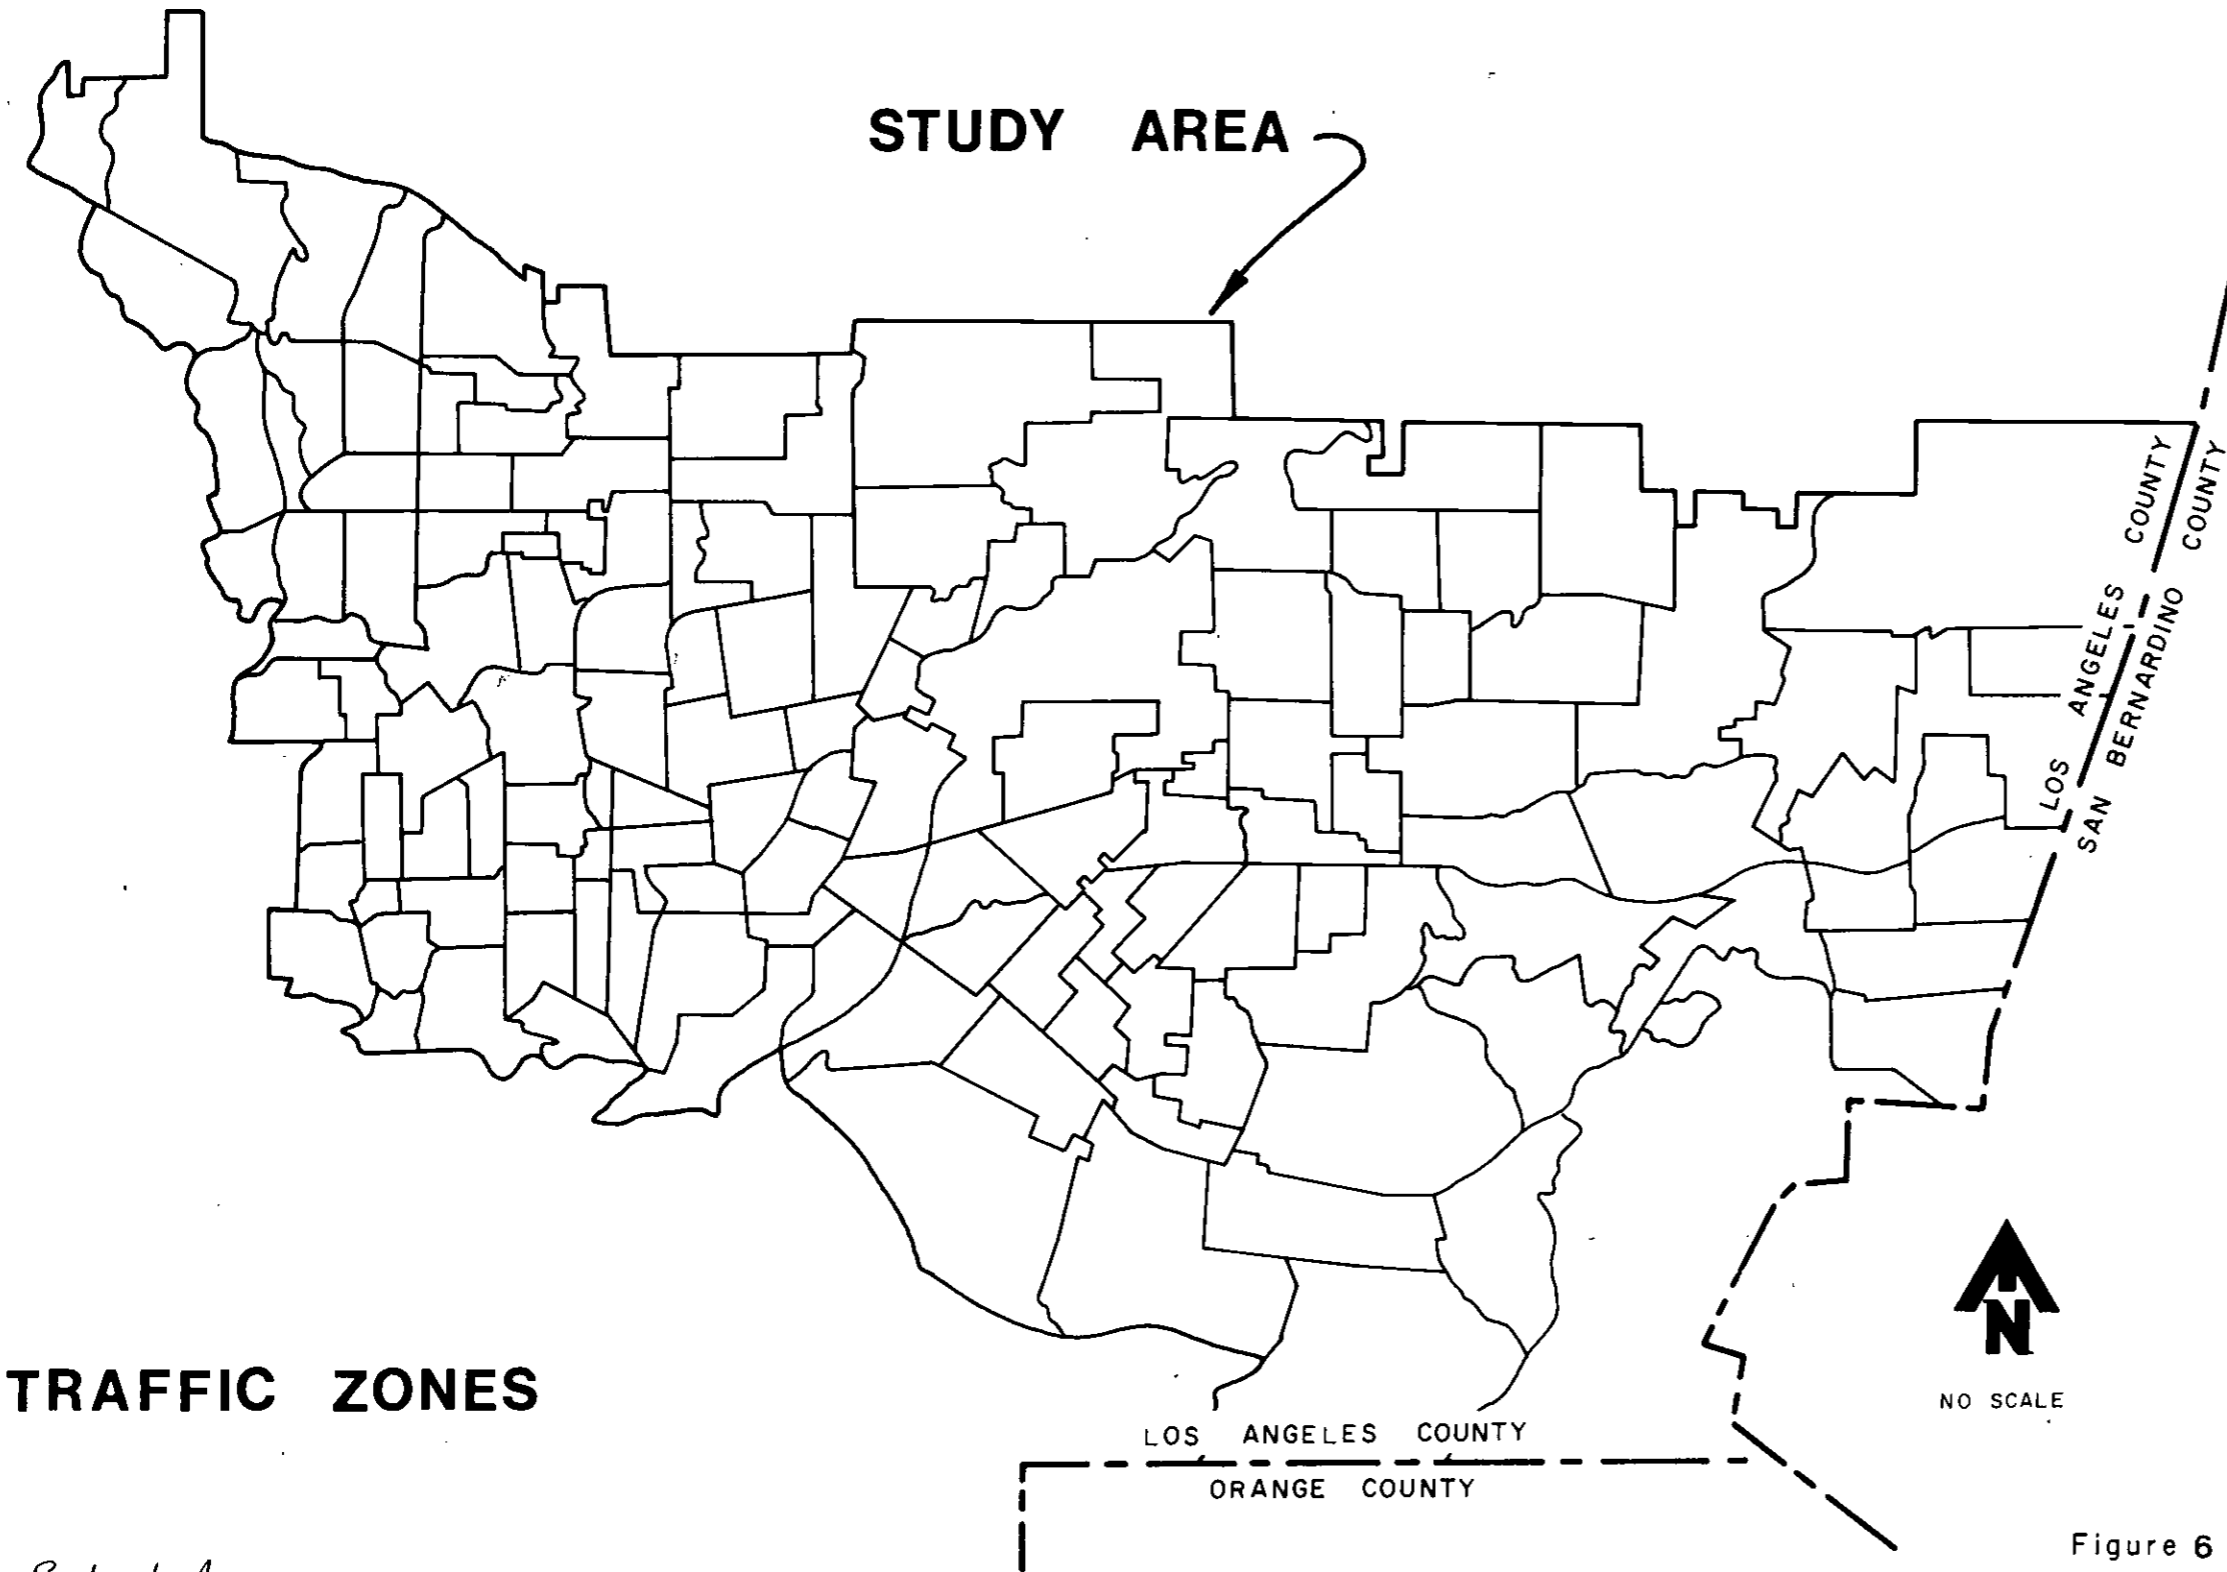 STUDY AREA
LOS ANGELES COUNTY
SAN BERNARDINO COUNTY
N
NO SCALE
TRAFFIC ZONES
LOS ANGELES COUNTY
ORANGE COUNTY
Figure 6